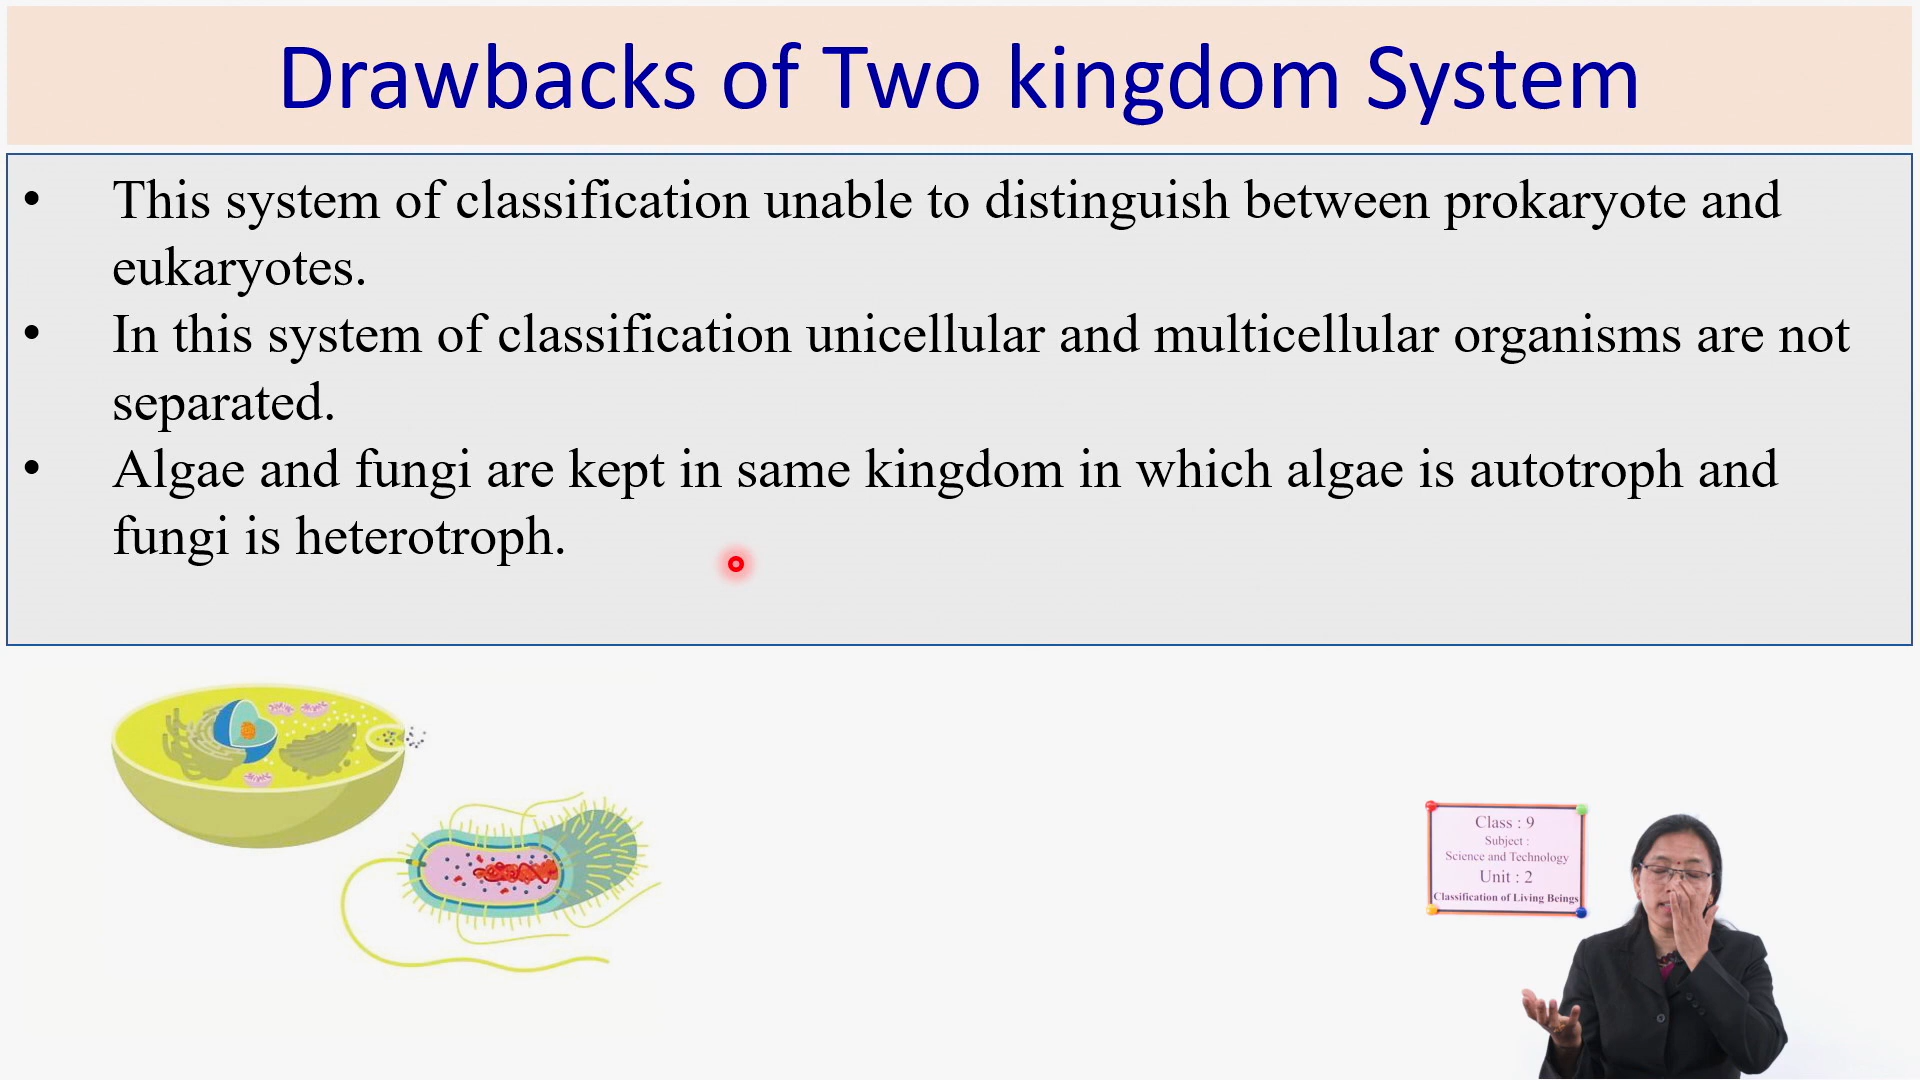 Drawbacks of Two kingdom System
• This system of classification unable to distinguish between prokaryote and
eukaryotes.
• In this system of classification unicellular and multicellular organisms are not
separated.
• Algae and fungi are kept in same kingdom in which algae is autotroph and
fungi is heterotroph.
Class : 9
Subject :
Science and Technology
Unit : 2
Classification of Living Beings